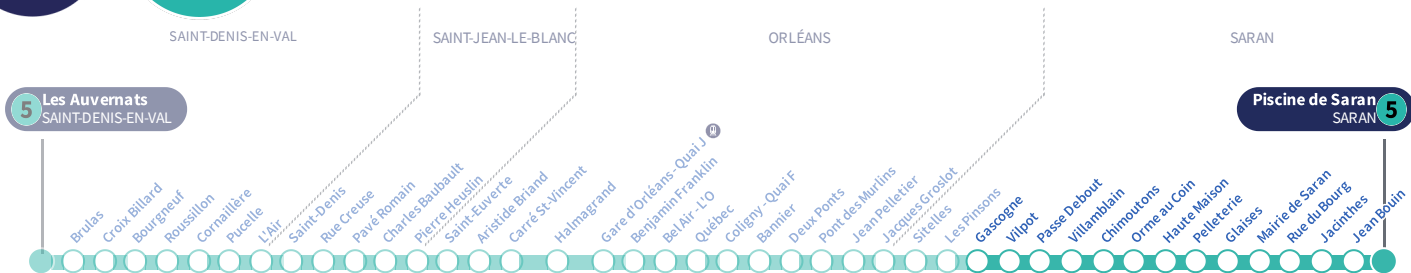 SAINT-DENIS-EN-VAL
SAINT-JEAN-LE-BLANC
ORLÉANS
SARAN
5
Les Auvernats
SAINT-DENIS-EN-VAL
Piscine de Saran
SARAN
5
Brulas
Croix Billard
Bourgneuf
Roussillon
Cornaillère
Pucelle
L'Air
Saint-Denis
Rue Creuse
Pavé Romain
Charles Baubault
Pierre Heuslin
Saint-Euverte
Aristide Briand
Carré St-Vincent
Halmagrand
Gare d'Orléans - Quai J
Benjamin Franklin
Bel Air - L'O
Québec
Coligny - Quai F
Bannier
Deux Ponts
Pont des Murlins
Jean Pelletier
Jacques Groslot
Sitelles
Les Pinsons
Gascogne
Vilpot
Passe Debout
Villamblain
Chimoutons
Orme au Coin
Haute Maison
Pelleterie
Glaises
Mairie de Saran
Rue du Bourg
Jacinthes
Jean Bouin